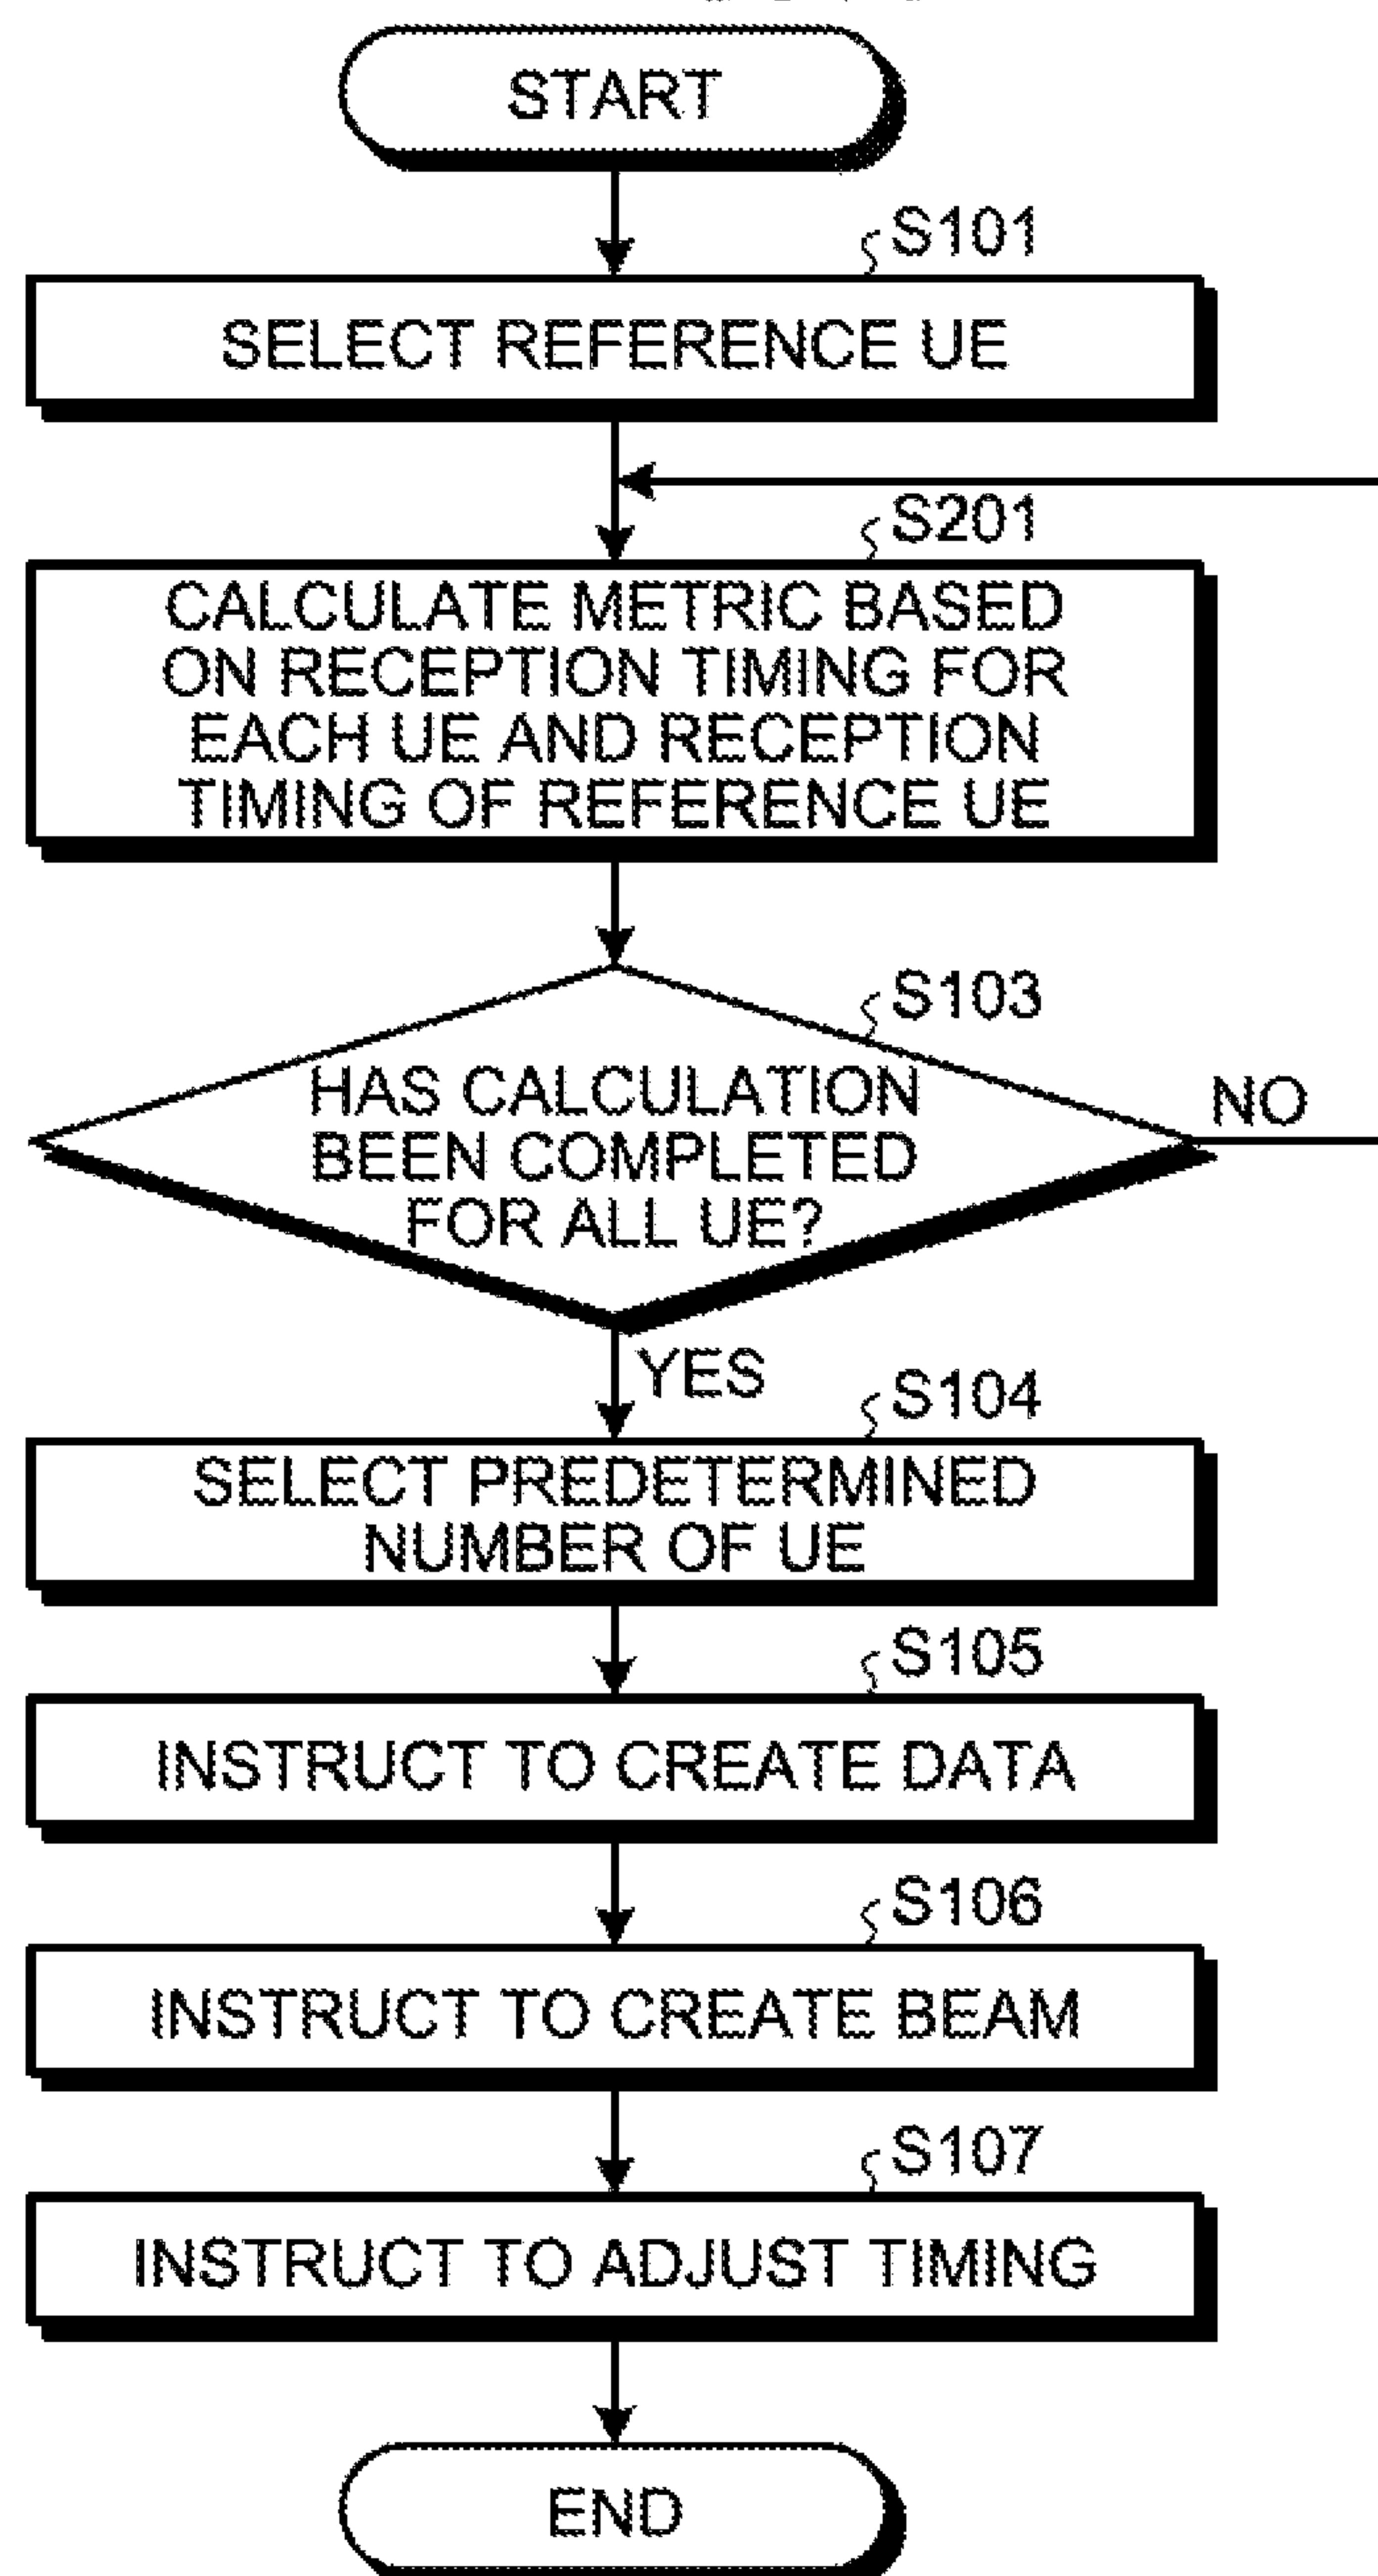 START
S101
SELECT REFERENCE UE
S201
CALCULATE METRIC BASED
ON RECEPTION TIMING FOR
EACH UE AND RECEPTION
TIMING OF REFERENCE UE
S103
HAS CALCULATION
BEEN COMPLETED
FOR ALL UE?
NO
YES
S104
SELECT PREDETERMINED
NUMBER OF UE
S105
INSTRUCT TO CREATE DATA
S106
INSTRUCT TO CREATE BEAM
S107
INSTRUCT TO ADJUST TIMING
END